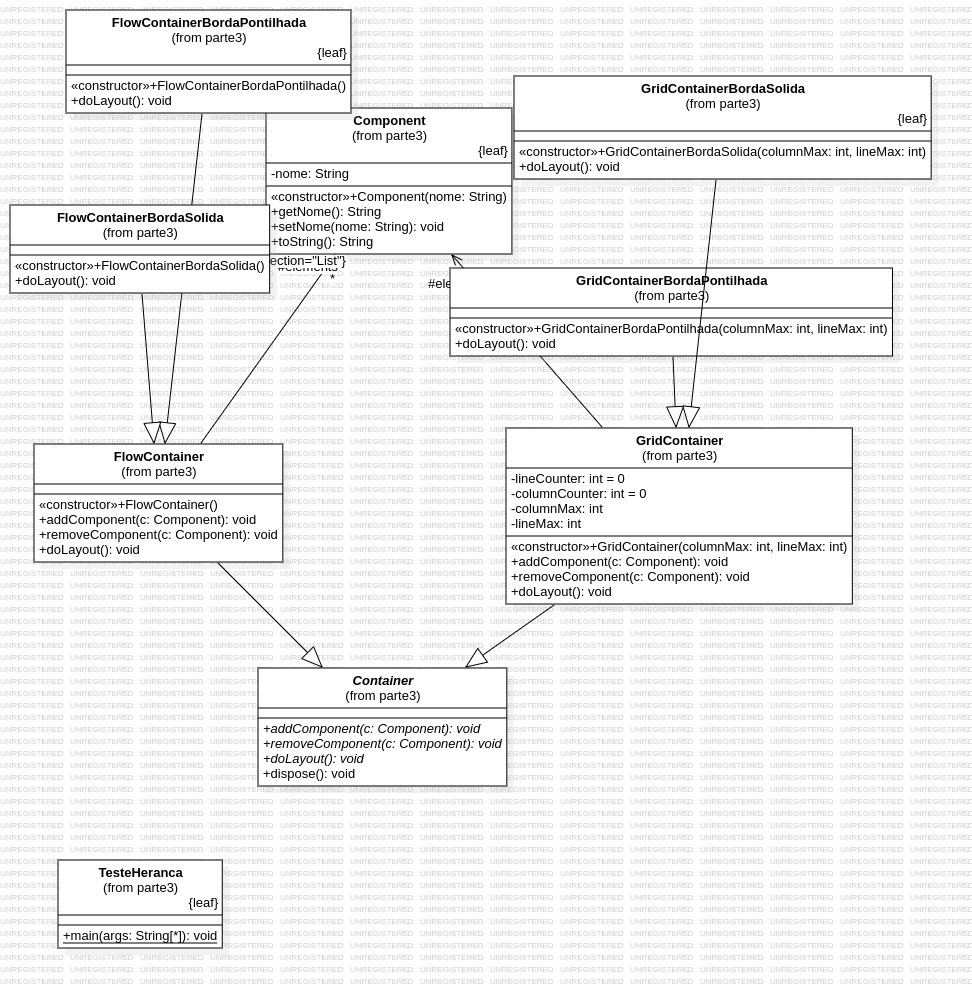 FlowContainerBordaPontilhada
(from parte3)
{leaf}
«constructor»+FlowContainerBordaPontilhada()
+doLayout(): void
GridContainerBordaSolida
(from parte3)
{leaf}
«constructor»+GridContainerBordaSolida(columnMax: int, lineMax: int)
+doLayout(): void
Component
(from parte3)
{leaf}
-nome: String
«constructor»+Component(nome: String)
+getNome(): String
+setNome(nome: String): void
+toString(): String
FlowContainerBordaSolida
(from parte3)
«constructor»+FlowContainerBordaSolida()
+doLayout(): void
ection="List"}
#elements
*
#ele
GridContainerBordaPontilhada
(from parte3)
«constructor»+GridContainerBordaPontilhada(columnMax: int, lineMax: int)
+doLayout(): void
FlowContainer
(from parte3)
«constructor»+FlowContainer()
+addComponent(c: Component): void
+removeComponent(c: Component): void
+doLayout(): void
GridContainer
(from parte3)
-lineCounter: int = 0
-columnCounter: int = 0
-columnMax: int
-lineMax: int
«constructor»+GridContainer(columnMax: int, lineMax: int)
+addComponent(c: Component): void
+removeComponent(c: Component): void
+doLayout(): void
Container
(from parte3)
+addComponent(c: Component): void
+removeComponent(c: Component): void
+doLayout(): void
+dispose(): void
TesteHeranca
(from parte3)
{leaf}
+main(args: String[*]): void
UNREGISTERED